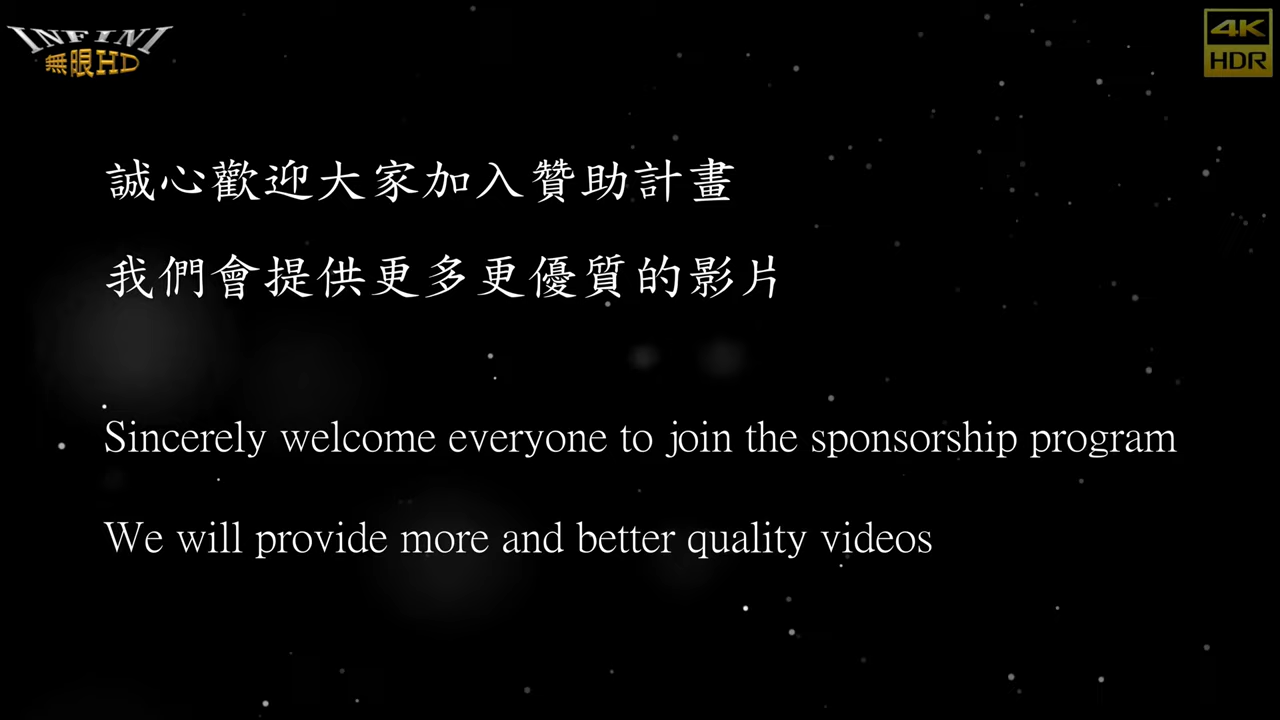 INFINI
無限HD
4K
HDR
誠心歡迎大家加入贊助計畫
我們會提供更多更優質的影片
Sincerely welcome everyone to join the sponsorship program
We will provide more and better quality videos